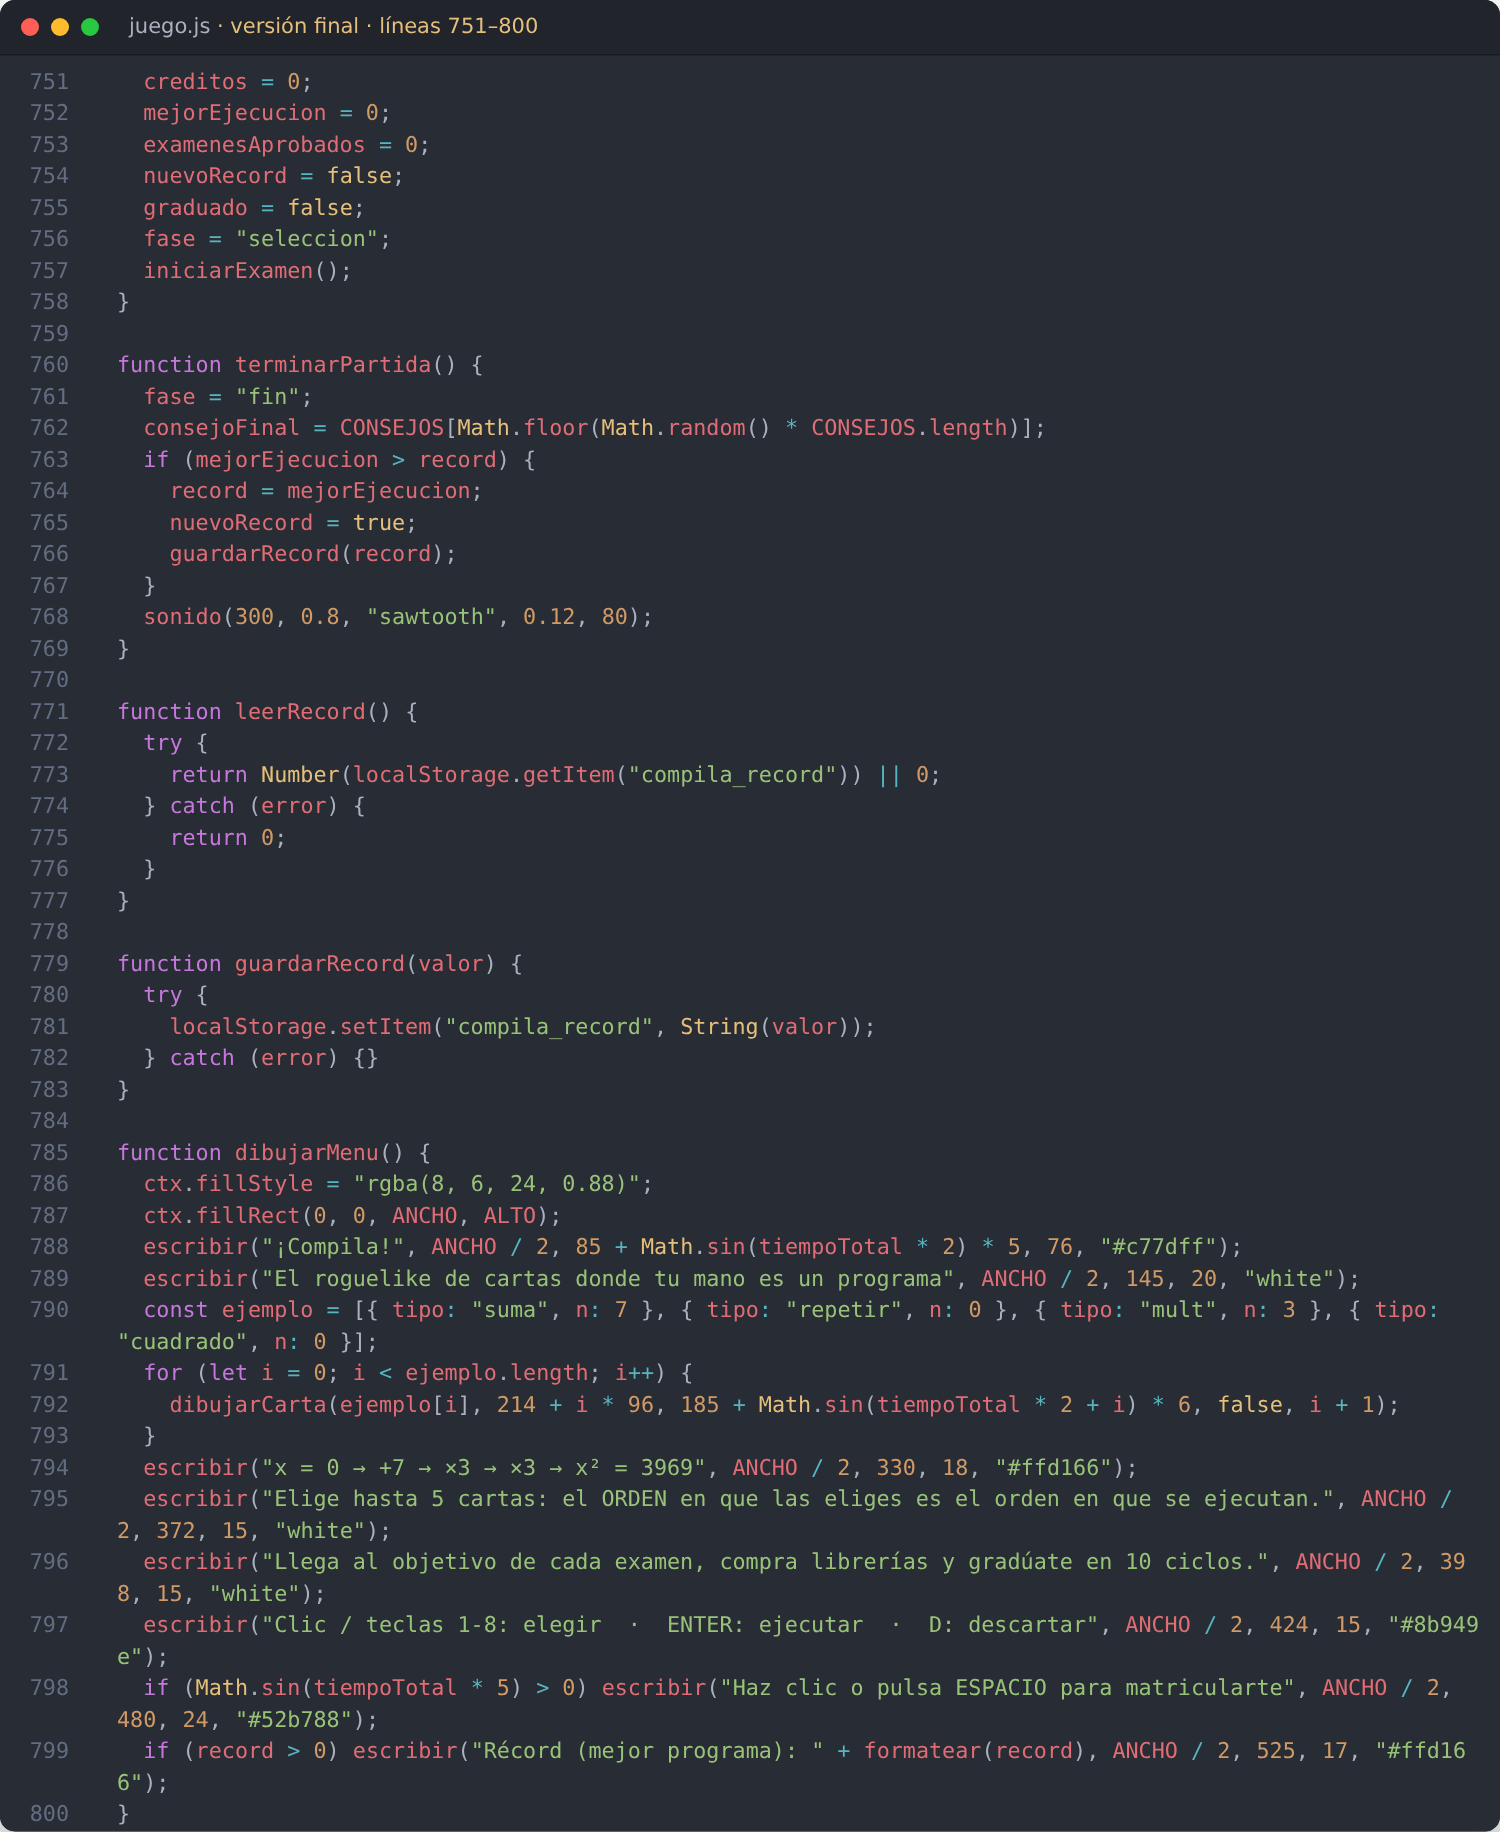 juego.js · versión final · líneas 751–800
751 creditos = 0;
752 mejorEjecucion = 0;
753 examenesAprobados = 0;
754 nuevoRecord = false;
755 graduado = false;
756 fase = "seleccion";
757 iniciarExamen();
758 }
759
760 function terminarPartida() {
761 fase = "fin";
762 consejoFinal = CONSEJOS[Math.floor(Math.random() * CONSEJOS.length)];
763 if (mejorEjecucion > record) {
764 record = mejorEjecucion;
765 nuevoRecord = true;
766 guardarRecord(record);
767 }
768 sonido(300, 0.8, "sawtooth", 0.12, 80);
769 }
770
771 function leerRecord() {
772 try {
773 return Number(localStorage.getItem("compila_record")) || 0;
774 } catch (error) {
775 return 0;
776 }
777 }
778
779 function guardarRecord(valor) {
780 try {
781 localStorage.setItem("compila_record", String(valor));
782 } catch (error) {}
783 }
784
785 function dibujarMenu() {
786 ctx.fillStyle = "rgba(8, 6, 24, 0.88)";
787 ctx.fillRect(0, 0, ANCHO, ALTO);
788 escribir("¡Compila!", ANCHO / 2, 85 + Math.sin(tiempoTotal * 2) * 5, 76, "#c77dff");
789 escribir("El roguelike de cartas donde tu mano es un programa", ANCHO / 2, 145, 20, "white");
790 const ejemplo = [{ tipo: "suma", n: 7 }, { tipo: "repetir", n: 0 }, { tipo: "mult", n: 3 }, { tipo:
"cuadrado", n: 0 }];
791 for (let i = 0; i < ejemplo.length; i++) {
792 dibujarCarta(ejemplo[i], 214 + i * 96, 185 + Math.sin(tiempoTotal * 2 + i) * 6, false, i + 1);
793 }
794 escribir("x = 0 → +7 → ×3 → ×3 → x² = 3969", ANCHO / 2, 330, 18, "#ffd166");
795 escribir("Elige hasta 5 cartas: el ORDEN en que las eliges es el orden en que se ejecutan.", ANCHO /
2, 372, 15, "white");
796 escribir("Llega al objetivo de cada examen, compra librerías y gradúate en 10 ciclos.", ANCHO / 2, 39
8, 15, "white");
797 escribir("Clic / teclas 1-8: elegir  ·  ENTER: ejecutar  ·  D: descartar", ANCHO / 2, 424, 15, "#8b949
e");
798 if (Math.sin(tiempoTotal * 5) > 0) escribir("Haz clic o pulsa ESPACIO para matricularte", ANCHO / 2,
480, 24, "#52b788");
799 if (record > 0) escribir("Récord (mejor programa): " + formatear(record), ANCHO / 2, 525, 17, "#ffd16
6");
800 }